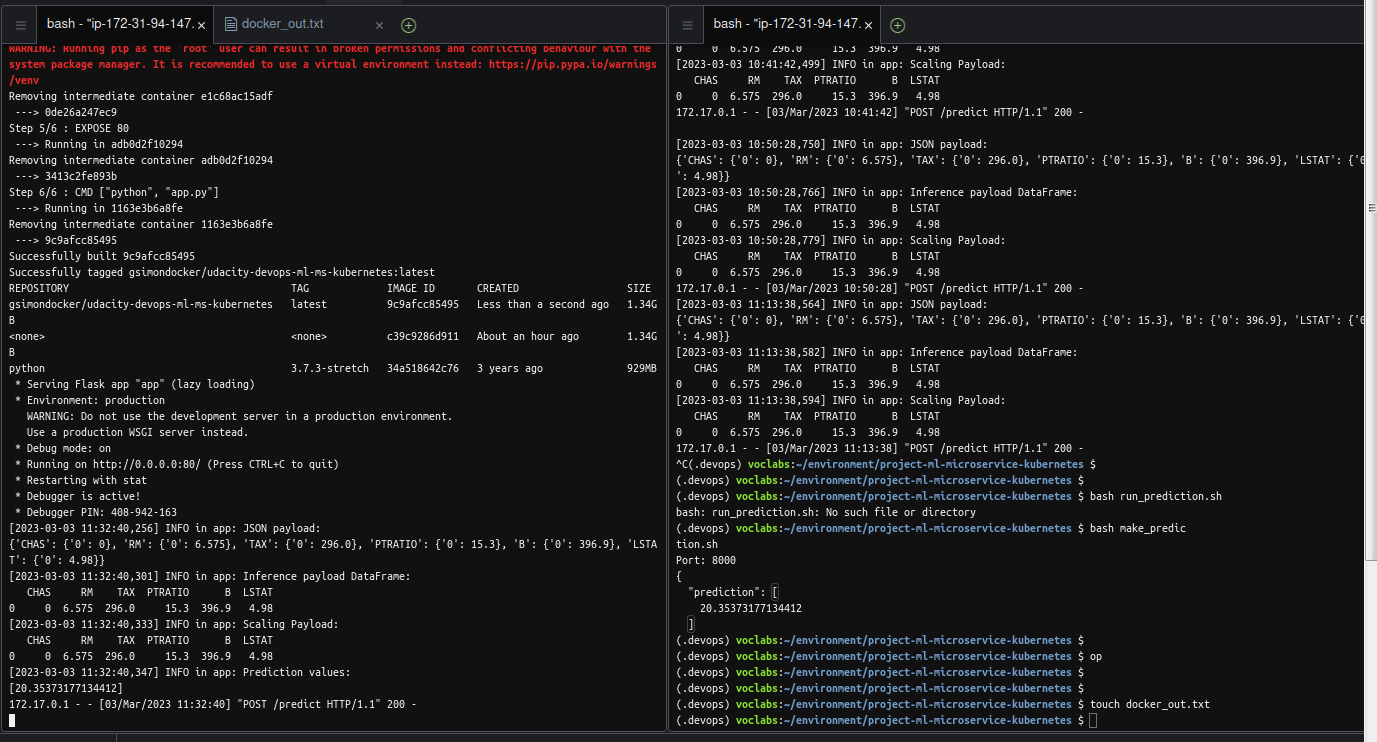 bash - "ip-172-31-94-147.
docker_out.txt
WARNING: Running pip as the 'root' user can result in broken permissions and conflicting behaviour with the
system package manager. It is recommended to use a virtual environment instead: https://pip.pypa.io/warnings
/venv
Removing intermediate container e1c68ac15adf
---> 0de26a247ec9
Step 5/6 : EXPOSE 80
---> Running in adb0d2f10294
Removing intermediate container adb0d2f10294
---> 3413c2fe893b
Step 6/6 : CMD ["python", "app.py"]
---> Running in 1163e3b6a8fe
Removing intermediate container 1163e3b6a8fe
---> 9c9afcc85495
Successfully built 9c9afcc85495
Successfully tagged gsimondocker/udacity-devops-ml-ms-kubernetes:latest
REPOSITORY TAG IMAGE ID CREATED SIZE
gsimondocker/udacity-devops-ml-ms-kubernetes latest 9c9afcc85495 Less than a second ago 1.34G
B
<none> <none> c39c9286d911 About an hour ago 1.34G
B
python 3.7.3-stretch 34a518642c76 3 years ago 929MB
* Serving Flask app "app" (lazy loading)
* Environment: production
WARNING: Do not use the development server in a production environment.
Use a production WSGI server instead.
* Debug mode: on
* Running on http://0.0.0.0:80/ (Press CTRL+C to quit)
* Restarting with stat
* Debugger is active!
* Debugger PIN: 408-942-163
[2023-03-03 11:32:40,256] INFO in app: JSON payload:
{'CHAS': {'0': 0}, 'RM': {'0': 6.575}, 'TAX': {'0': 296.0}, 'PTRATIO': {'0': 15.3}, 'B': {'0': 396.9}, 'LSTA
T': {'0': 4.98}}
[2023-03-03 11:32:40,301] INFO in app: Inference payload DataFrame:
CHAS RM TAX PTRATIO B LSTAT
0 0 6.575 296.0 15.3 396.9 4.98
[2023-03-03 11:32:40,333] INFO in app: Scaling Payload:
CHAS RM TAX PTRATIO B LSTAT
0 0 6.575 296.0 15.3 396.9 4.98
[2023-03-03 11:32:40,347] INFO in app: Prediction values:
[20.35373177134412]
172.17.0.1 - - [03/Mar/2023 11:32:40] "POST /predict HTTP/1.1" 200 -
bash - "ip-172-31-94-147.
0 0 6.575 296.0 15.3 396.9 4.98
[2023-03-03 10:41:42,499] INFO in app: Scaling Payload:
CHAS RM TAX PTRATIO B LSTAT
0 0 6.575 296.0 15.3 396.9 4.98
172.17.0.1 - - [03/Mar/2023 10:41:42] "POST /predict HTTP/1.1" 200 -
[2023-03-03 10:50:28,750] INFO in app: JSON payload:
{'CHAS': {'0': 0}, 'RM': {'0': 6.575}, 'TAX': {'0': 296.0}, 'PTRATIO': {'0': 15.3}, 'B': {'0': 396.9}, 'LSTAT': {'0
': 4.98}}
[2023-03-03 10:50:28,766] INFO in app: Inference payload DataFrame:
CHAS RM TAX PTRATIO B LSTAT
0 0 6.575 296.0 15.3 396.9 4.98
[2023-03-03 10:50:28,779] INFO in app: Scaling Payload:
CHAS RM TAX PTRATIO B LSTAT
0 0 6.575 296.0 15.3 396.9 4.98
172.17.0.1 - - [03/Mar/2023 10:50:28] "POST /predict HTTP/1.1" 200 -
[2023-03-03 11:13:38,564] INFO in app: JSON payload:
{'CHAS': {'0': 0}, 'RM': {'0': 6.575}, 'TAX': {'0': 296.0}, 'PTRATIO': {'0': 15.3}, 'B': {'0': 396.9}, 'LSTAT': {'0
': 4.98}}
[2023-03-03 11:13:38,582] INFO in app: Inference payload DataFrame:
CHAS RM TAX PTRATIO B LSTAT
0 0 6.575 296.0 15.3 396.9 4.98
[2023-03-03 11:13:38,594] INFO in app: Scaling Payload:
CHAS RM TAX PTRATIO B LSTAT
0 0 6.575 296.0 15.3 396.9 4.98
172.17.0.1 - - [03/Mar/2023 11:13:38] "POST /predict HTTP/1.1" 200 -
^C(.devops) voclabs:~/environment/project-ml-microservice-kubernetes $
(.devops) voclabs:~/environment/project-ml-microservice-kubernetes $
(.devops) voclabs:~/environment/project-ml-microservice-kubernetes $ bash run_prediction.sh
bash: run_prediction.sh: No such file or directory
(.devops) voclabs:~/environment/project-ml-microservice-kubernetes $ bash make_predic
tion.sh
Port: 8000
{
"prediction": [
20.35373177134412
]
(.devops) voclabs:~/environment/project-ml-microservice-kubernetes $
(.devops) voclabs:~/environment/project-ml-microservice-kubernetes $ op
(.devops) voclabs:~/environment/project-ml-microservice-kubernetes $
(.devops) voclabs:~/environment/project-ml-microservice-kubernetes $
(.devops) voclabs:~/environment/project-ml-microservice-kubernetes $ touch docker_out.txt
(.devops) voclabs:~/environment/project-ml-microservice-kubernetes $